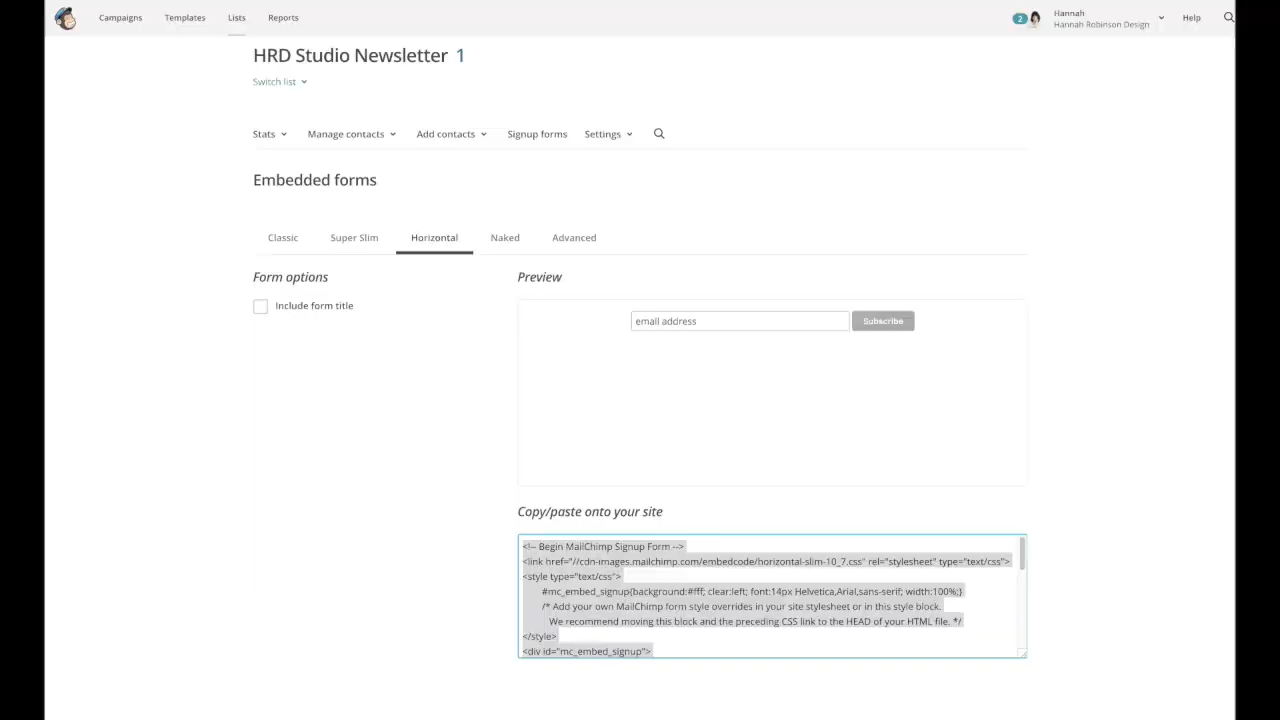 Campaigns Templates Lists Reports
2 Hannah
Hannah Robinson Design
Help
HRD Studio Newsletter 1
Switch list
Stats Manage contacts Add contacts Signup forms Settings
Embedded forms
Classic Super Slim Horizontal Naked Advanced
Form options
Include form title
Preview
email address Subscribe
Copy/paste onto your site
<!-- Begin MailChimp Signup Form -->
<link href="//cdn-images.mailchimp.com/embedcode/horizontal-slim-10_7.css" rel="stylesheet" type="text/css">
<style type="text/css">
#mc_embed_signup{background:#fff; clear:left; font:14px Helvetica,Arial,sans-serif; width:100%;}
/* Add your own MailChimp form style overrides in your site stylesheet or in this style block.
We recommend moving this block and the preceding CSS link to the HEAD of your HTML file. */
</style>
<div id="mc_embed_signup">